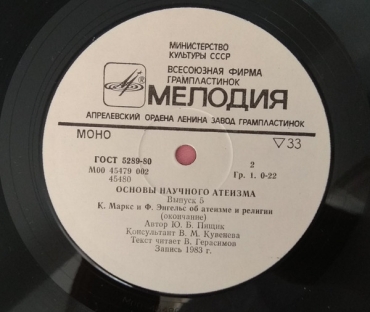 МИНИСТЕРСТВО
КУЛЬТУРЫ СССР
ВСЕСОЮЗНАЯ ФИРМА
ГРАМПЛАСТИНОК
МЕЛОДИЯ
АПРЕЛЕВСКИЙ ОРДЕНА ЛЕНИНА ЗАВОД ГРАМПЛАСТИНОК
МОНО ▽33
ГОСТ 5289-80 2
М00 45479 002 Гр. 1. 0-22
45480
ОСНОВЫ НАУЧНОГО АТЕИЗМА
Выпуск 5
К. Маркс и Ф. Энгельс об атеизме и религии
(окончание)
Автор Ю. Б. Пищик
Консультант В. М. Кувенева
Текст читает В. Герасимов
Запись 1983 г.